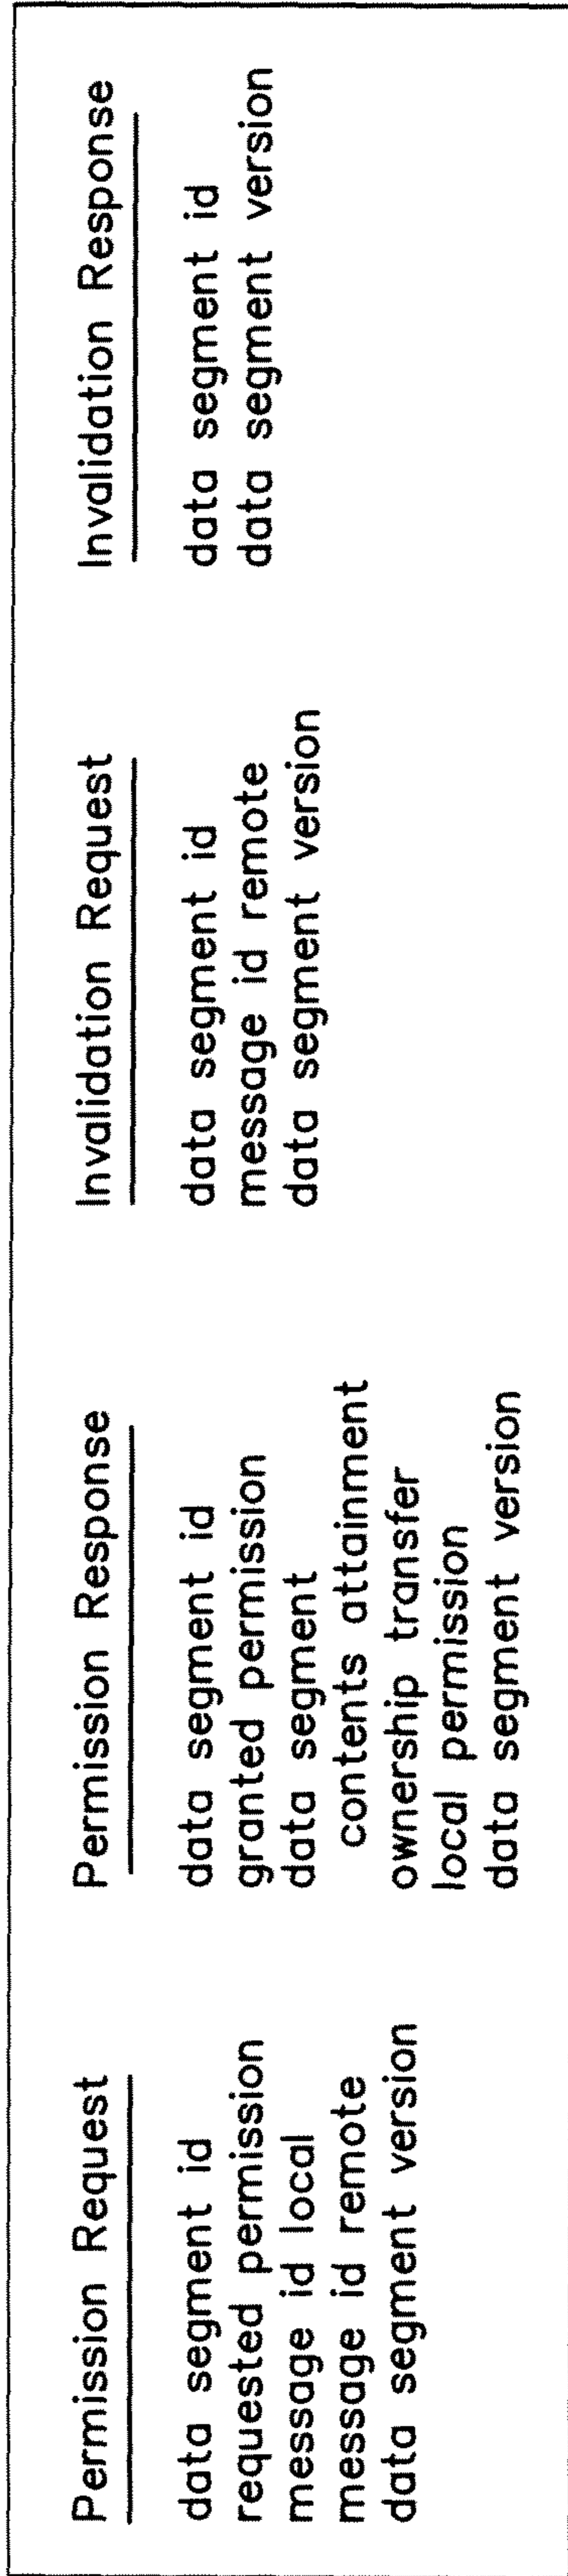 Permission Request
data segment id
requested permission
message id local
message id remote
data segment version
Permission Response
data segment id
granted permission
data segment
contents attainment
ownership transfer
local permission
data segment version
Invalidation Request
data segment id
message id remote
data segment version
Invalidation Response
data segment id
data segment version